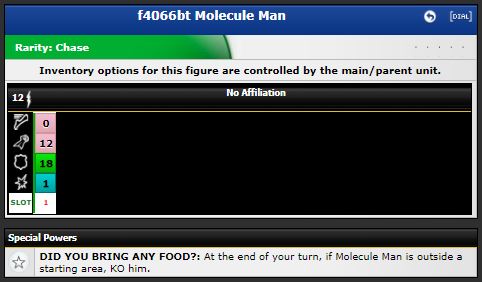 f4066bt Molecule Man
[DIAL]
Rarity: Chase
Inventory options for this figure are controlled by the main/parent unit.
12
No Affiliation
0
12
18
1
SLOT 1
Special Powers
DID YOU BRING ANY FOOD?: At the end of your turn, if Molecule Man is outside a
starting area, KO him.